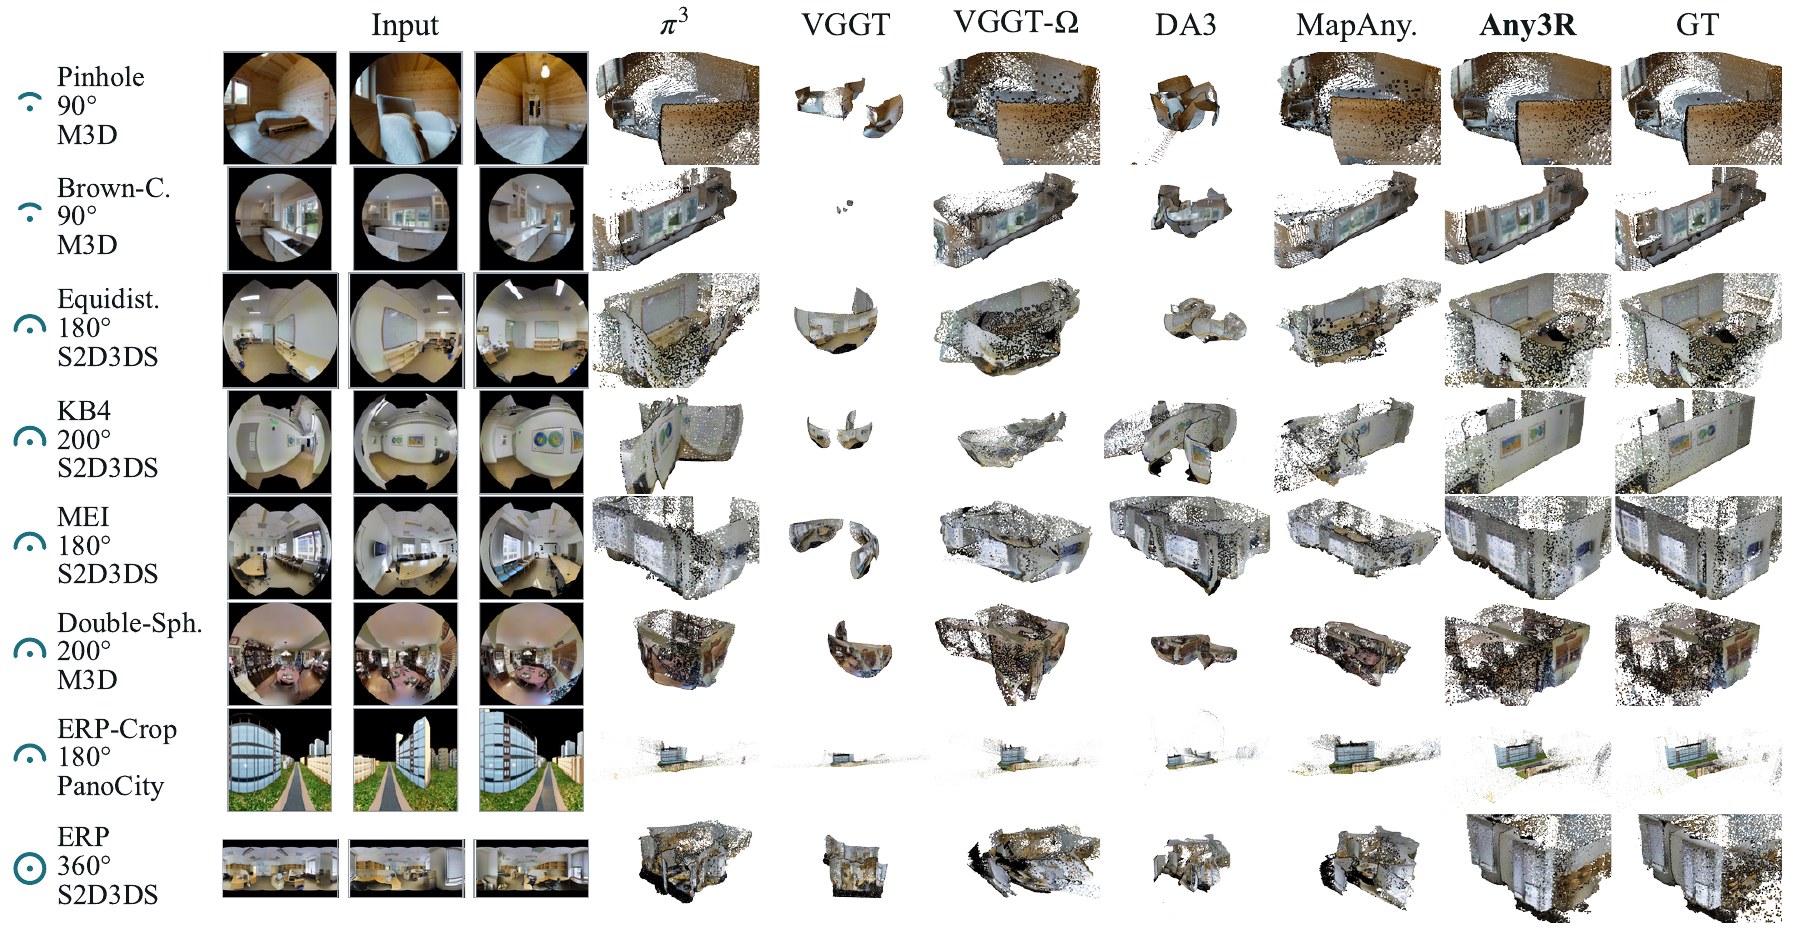 Input π³ VGGT VGGT-Ω DA3 MapAny. Any3R GT
Pinhole
90°
M3D
Brown-C.
90°
M3D
Equidist.
180°
S2D3DS
KB4
200°
S2D3DS
MEI
180°
S2D3DS
Double-Sph.
200°
M3D
ERP-Crop
180°
PanoCity
ERP
360°
S2D3DS